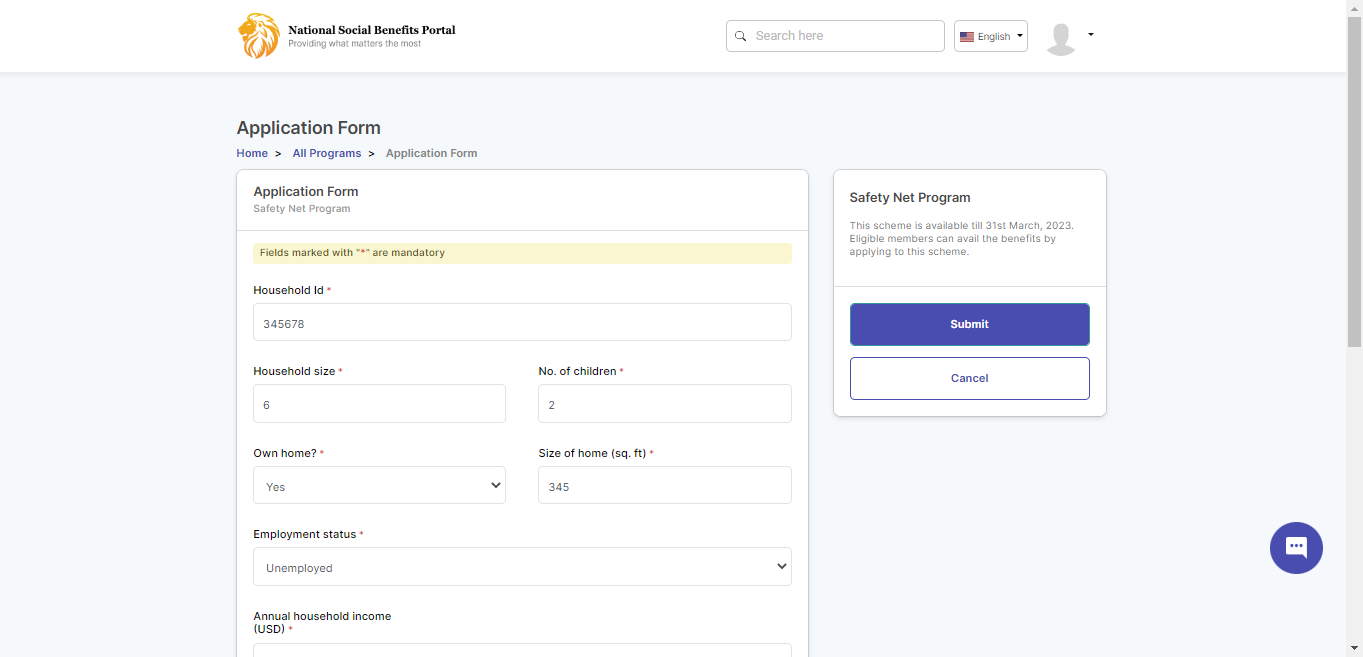 National Social Benefits Portal
Providing what matters the most
Search here
English
Application Form
Home > All Programs > Application Form
Application Form
Safety Net Program
Fields marked with "*" are mandatory
Household Id *
345678
Household size *
No. of children *
6
2
Own home? *
Size of home (sq. ft) *
Yes
345
Employment status *
Unemployed
Annual household income
(USD) *
Safety Net Program
This scheme is available till 31st March, 2023.
Eligible members can avail the benefits by
applying to this scheme.
Submit
Cancel